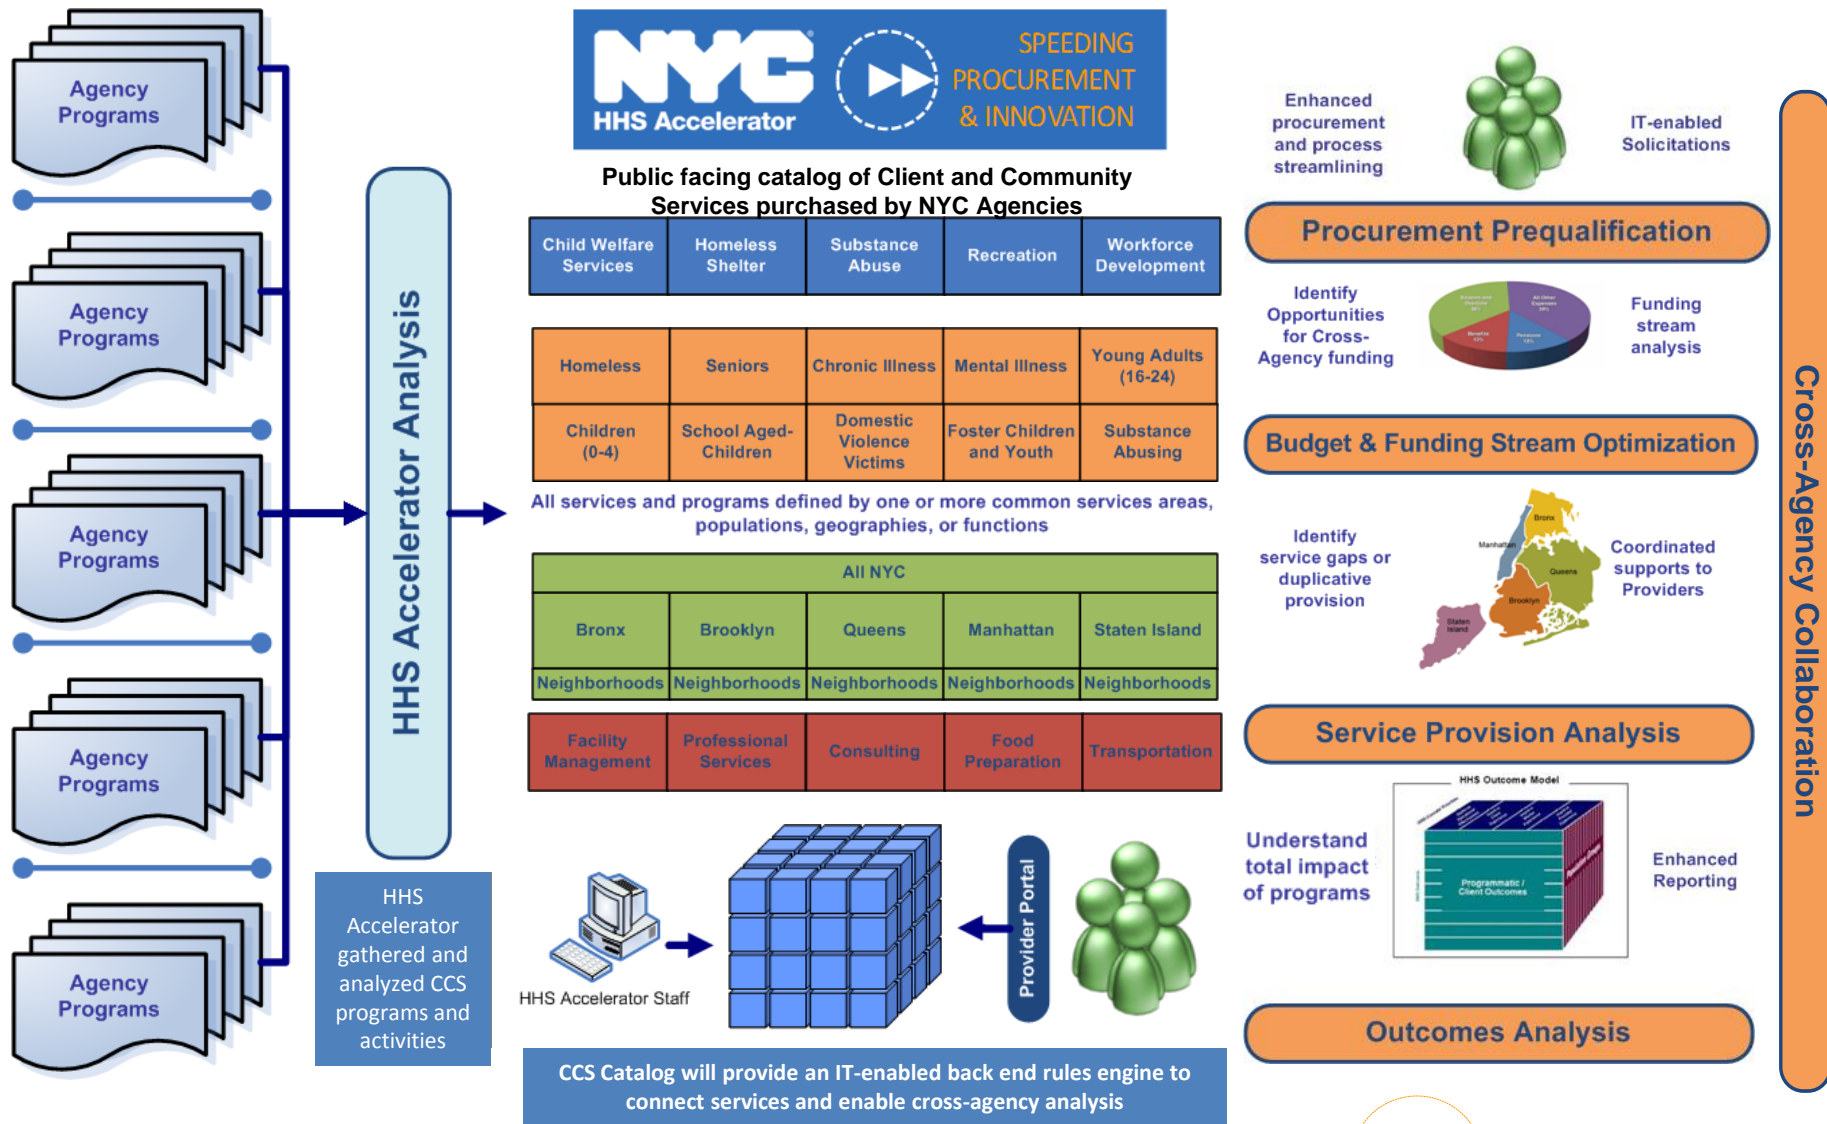 Agency
Programs
Agency
Programs
Agency
Programs
Agency
Programs
Agency
Programs
HHS Accelerator Analysis
HHS
Accelerator
gathered and
analyzed CCS
programs and
activities
NYC
HHS Accelerator
SPEEDING
PROCUREMENT
& INNOVATION
Public facing catalog of Client and Community
Services purchased by NYC Agencies
Child Welfare
Services
Homeless
Shelter
Substance
Abuse
Recreation
Workforce
Development
Homeless
Seniors
Chronic Illness
Mental Illness
Young Adults
(16-24)
Children
(0-4)
School Aged-
Children
Domestic
Violence
Victims
Foster Children
and Youth
Substance
Abusing
All services and programs defined by one or more common services areas,
populations, geographies, or functions
All NYC
Bronx
Brooklyn
Queens
Manhattan
Staten Island
Neighborhoods
Neighborhoods
Neighborhoods
Neighborhoods
Neighborhoods
Facility
Management
Professional
Services
Consulting
Food
Preparation
Transportation
HHS Accelerator Staff
Provider Portal
CCS Catalog will provide an IT-enabled back end rules engine to
connect services and enable cross-agency analysis
Enhanced
procurement
and process
streamlining
IT-enabled
Solicitations
Procurement Prequalification
Identify
Opportunities
for Cross-
Agency funding
All Other
Expenses
Benefits
Pensions
Funding
stream
analysis
Budget & Funding Stream Optimization
Identify
service gaps or
duplicative
provision
Bronx
Manhattan
Queens
Brooklyn
Staten
Island
Coordinated
supports to
Providers
Service Provision Analysis
HHS Outcome Model
Understand
total impact
of programs
Programmatic /
Client Outcomes
Enhanced
Reporting
Outcomes Analysis
Cross-Agency Collaboration